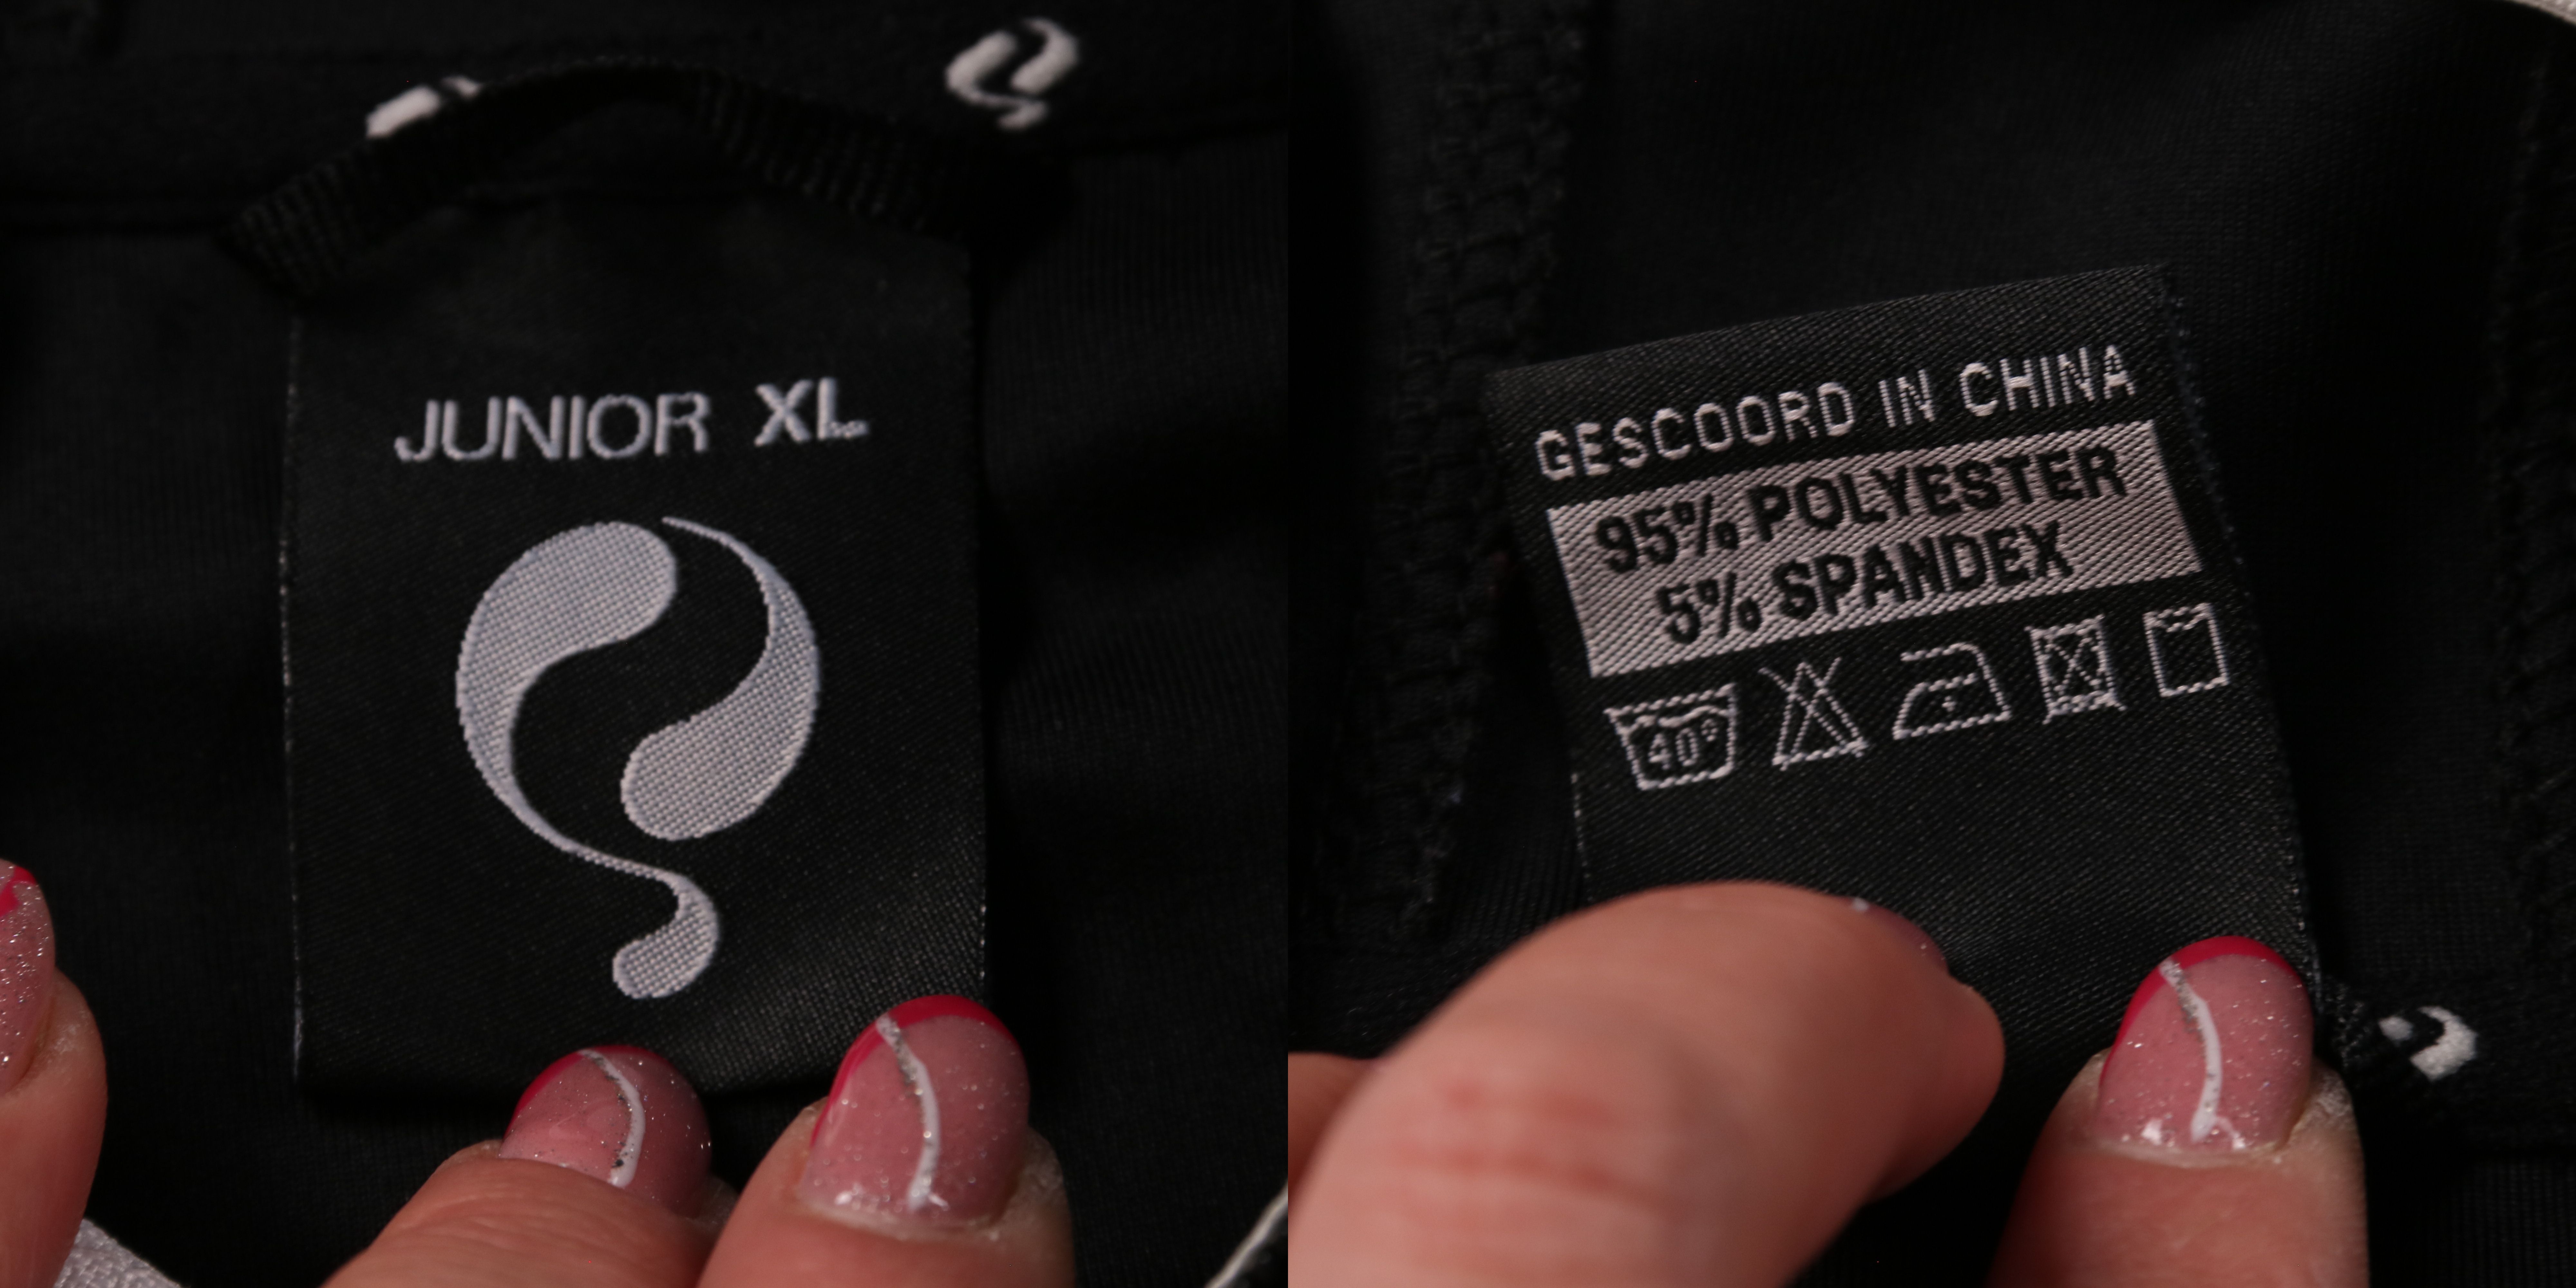 JUNIOR XL
GESCOORD IN CHINA
95% POLYESTER
5% SPANDEX
40°